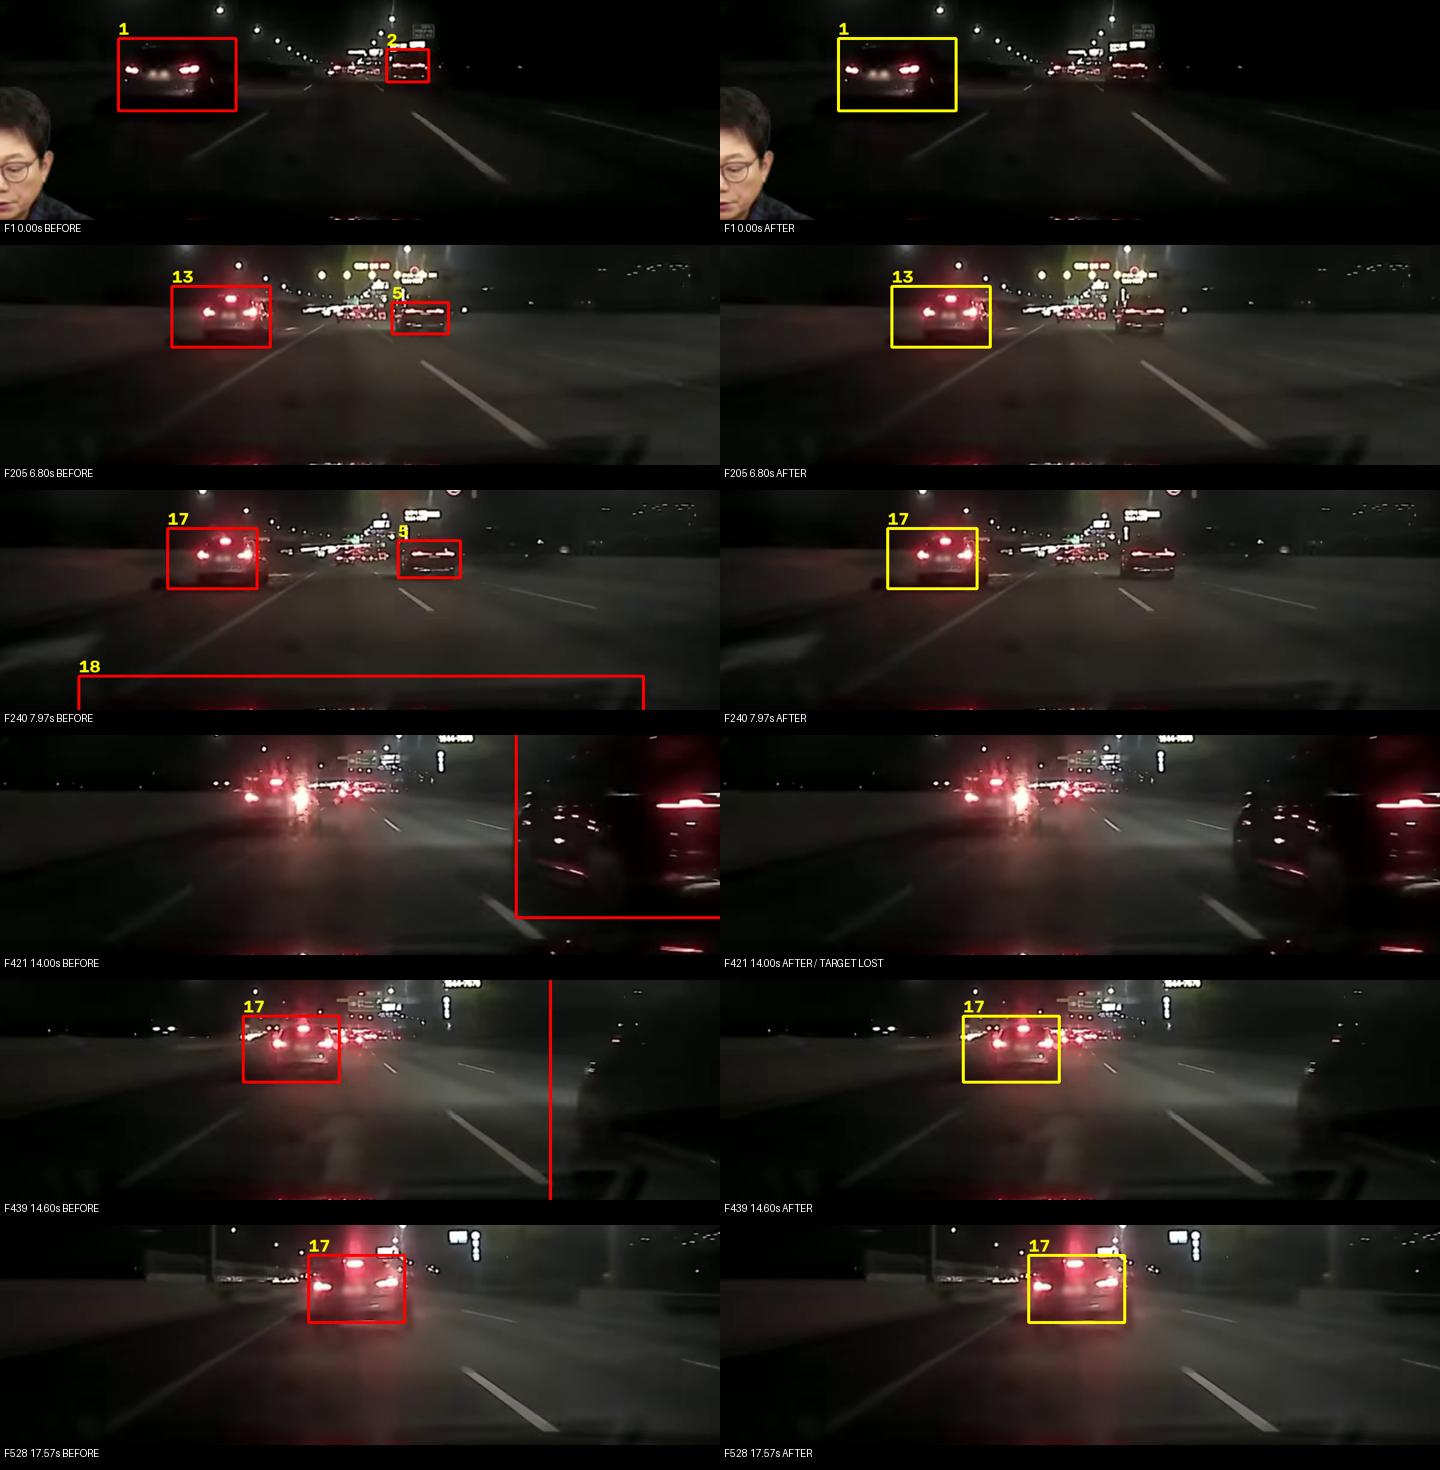 1
2
1
F1 0.00s BEFORE
F1 0.00s AFTER
13
5
13
F205 6.80s BEFORE
F205 6.80s AFTER
17
5
17
18
F240 7.97s BEFORE
F240 7.97s AFTER
F421 14.00s BEFORE
F421 14.00s AFTER / TARGET LOST
17
17
F439 14.60s BEFORE
F439 14.60s AFTER
17
17
F528 17.57s BEFORE
F528 17.57s AFTER